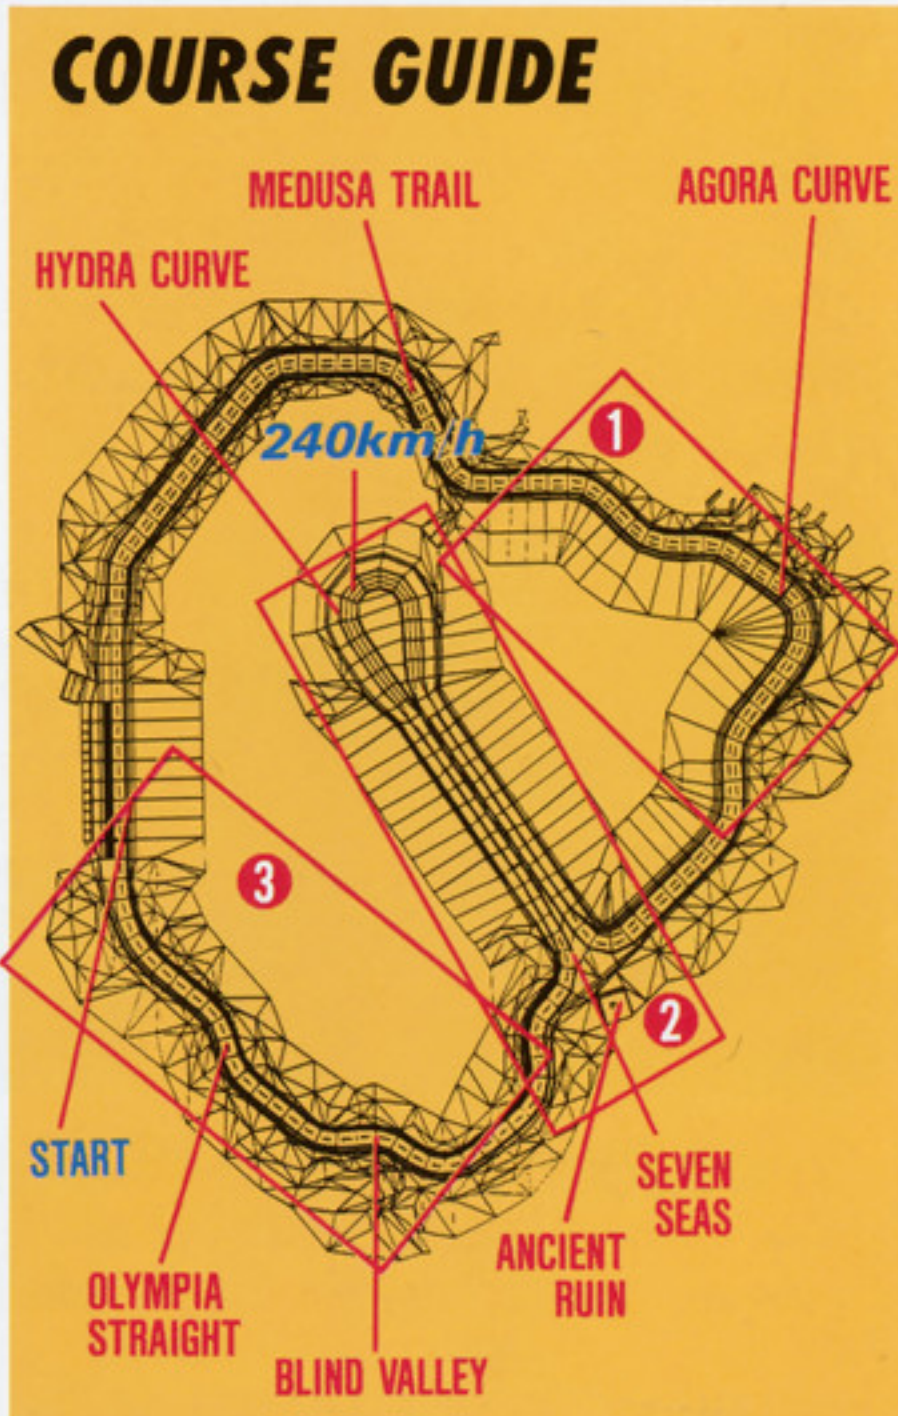 COURSE GUIDE
MEDUSA TRAIL
AGORA CURVE
HYDRA CURVE
240km/h
1
3
2
START
SEVEN
SEAS
ANCIENT
RUIN
OLYMPIA
STRAIGHT
BLIND VALLEY